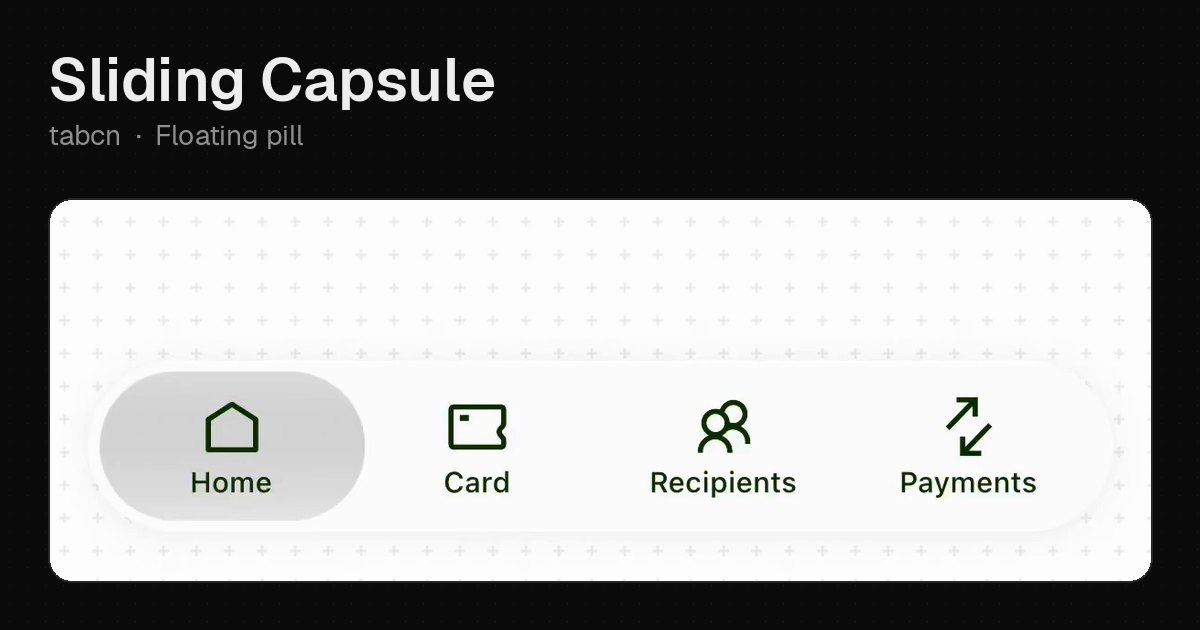 Sliding Capsule
tabcn · Floating pill
Home
Card
Recipients
Payments